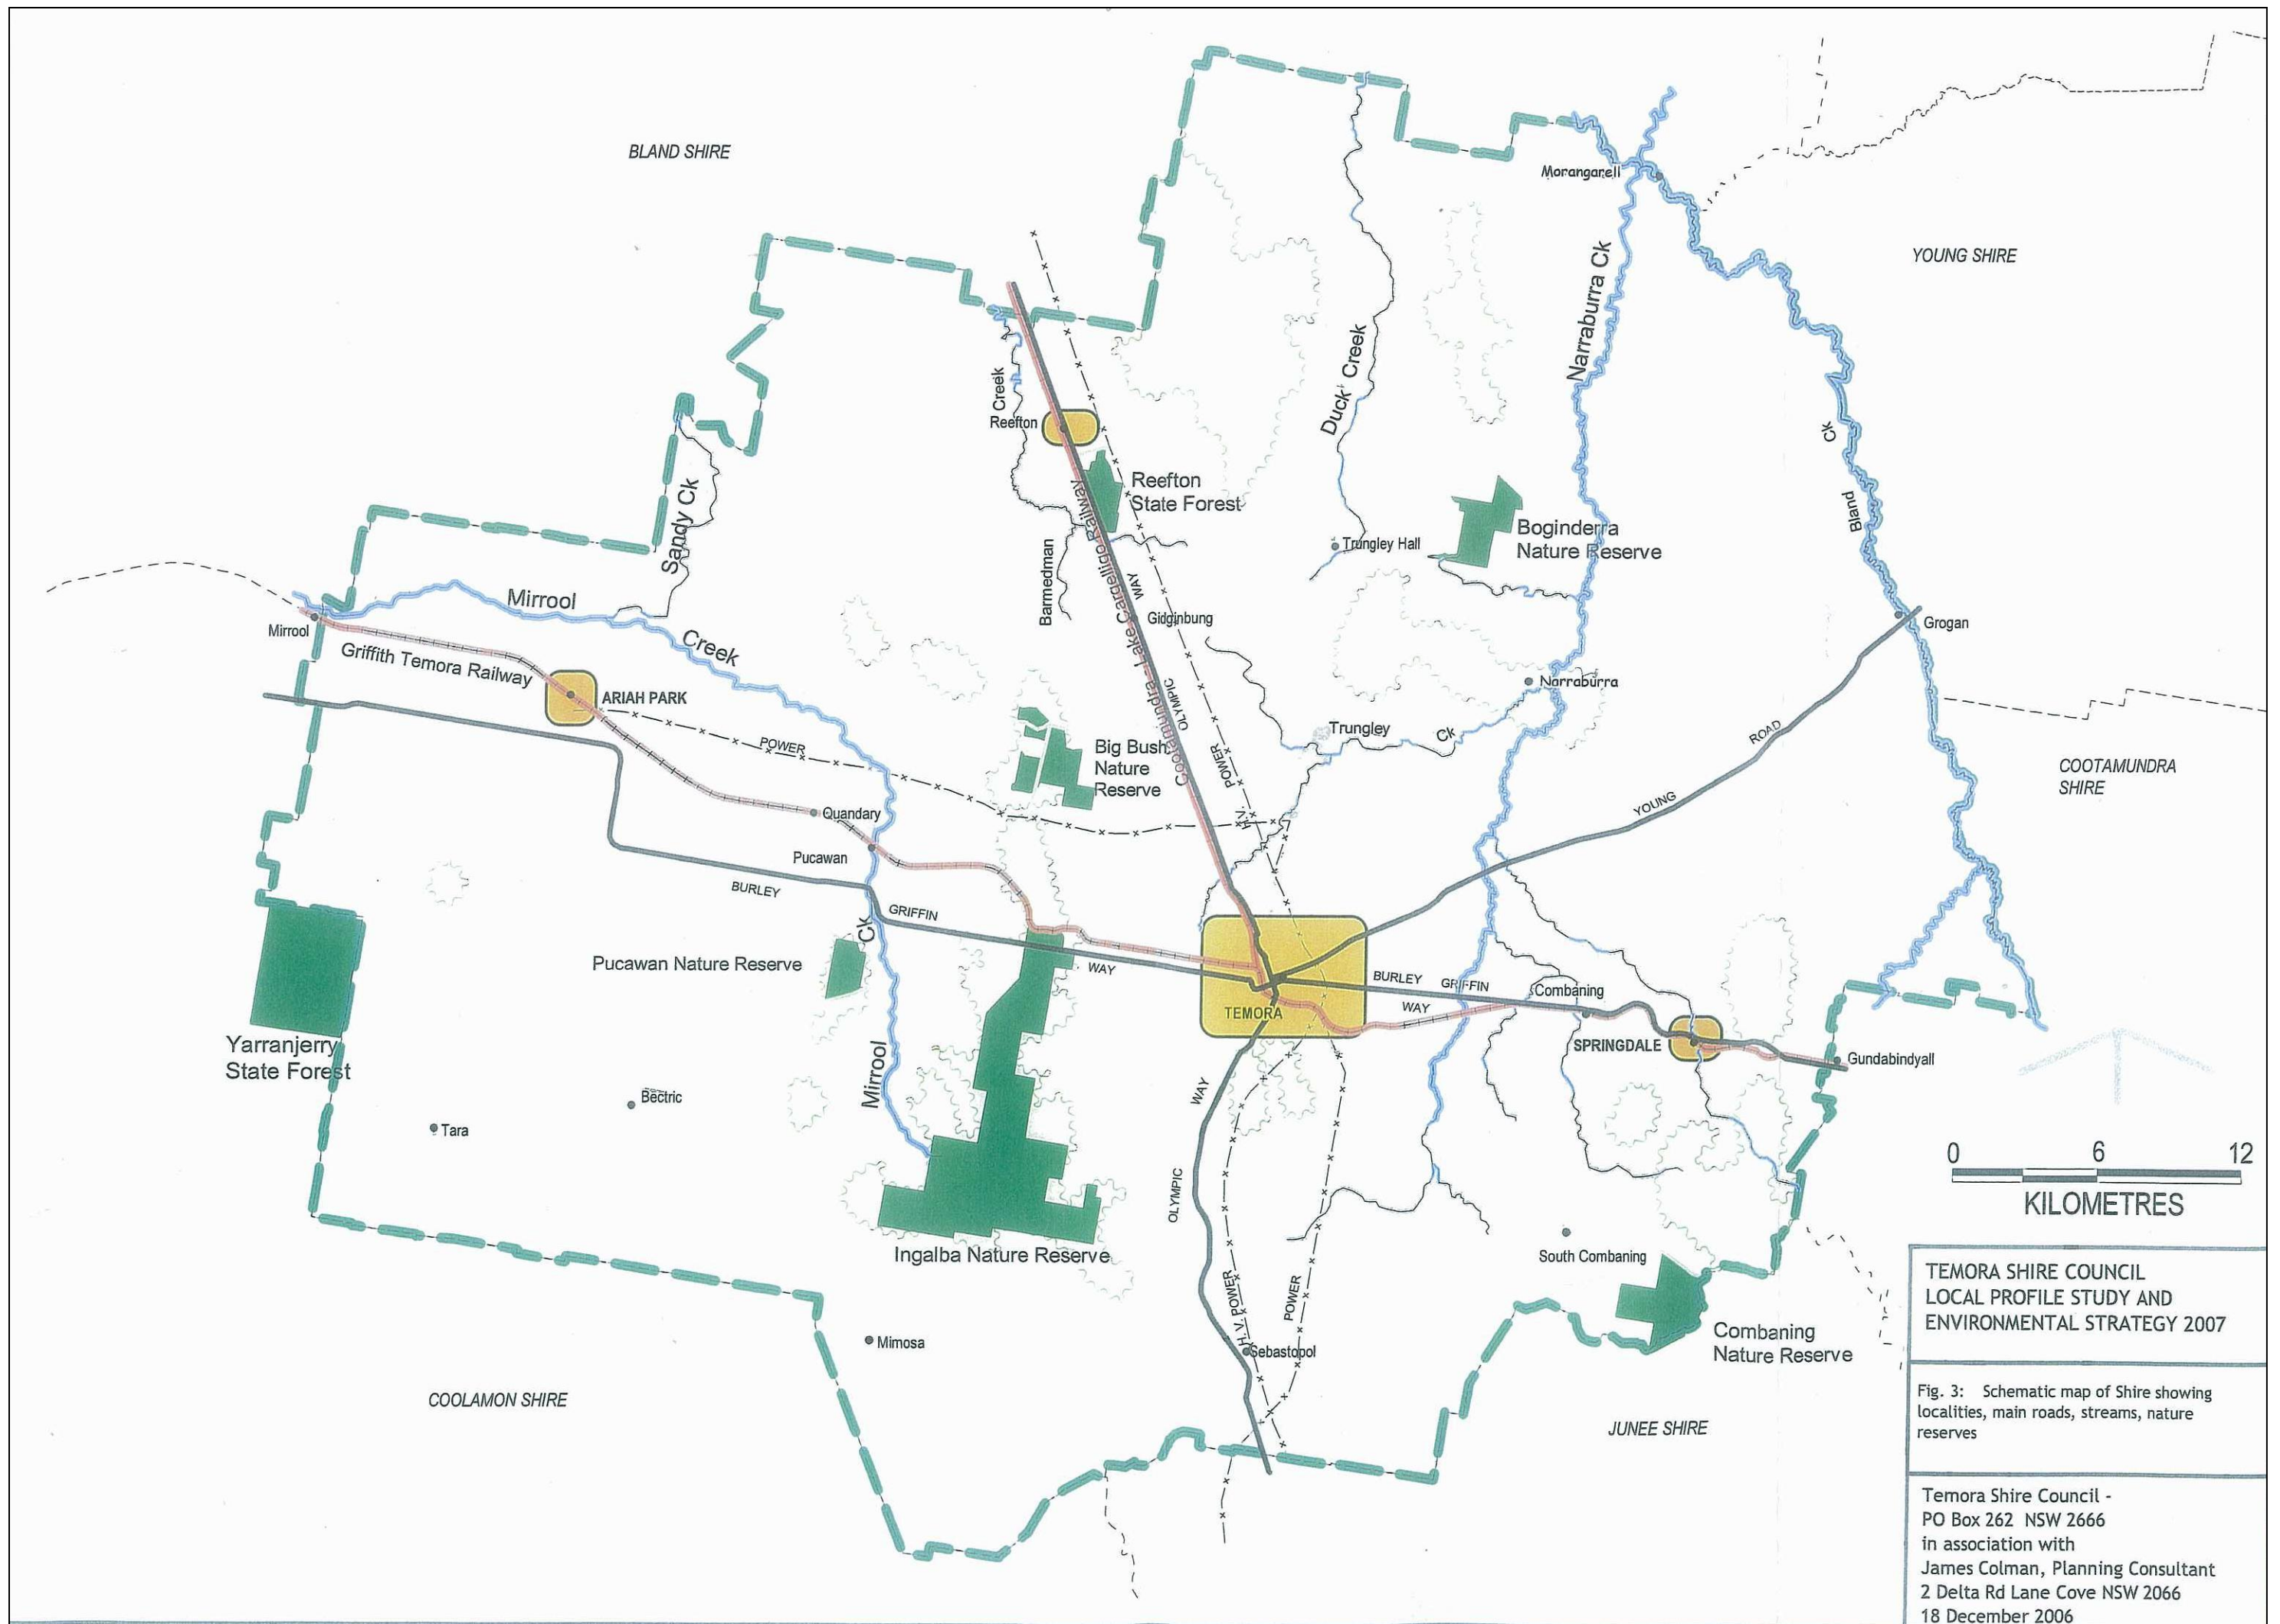 BLAND SHIRE
Morangarell
YOUNG SHIRE
Narraburra Ck
Duck Creek
Creek
Reefton
Ck
Bland
Reefton
State Forest
Sandy Ck
Boginderra
Nature Reserve
Trungley Hall
Barmedman
Cootamundra-Lake Cargelligo Railway
WAY
OLYMPIC
Gidginbung
Mirrool
Creek
Mirrool
Griffith Temora Railway
Grogan
ARIAH PARK
Narraburra
Trungley
Ck
ROAD
POWER
Big Bush
Nature
Reserve
H.V. POWER
COOTAMUNDRA
SHIRE
YOUNG
Quandary
Pucawan
BURLEY
GRIFFIN
Ck
Pucawan Nature Reserve
WAY
BURLEY GRIFFIN
WAY
Combaning
TEMORA
Yarranjerry
State Forest
SPRINGDALE
Gundabindyall
Mirrool
Bectric
Tara
WAY
OLYMPIC
0 6 12
KILOMETRES
Ingalba Nature Reserve
South Combaning
H.V. POWER
POWER
Mimosa
Sebastopol
Combaning
Nature Reserve
COOLAMON SHIRE
JUNEE SHIRE
TEMORA SHIRE COUNCIL
LOCAL PROFILE STUDY AND
ENVIRONMENTAL STRATEGY 2007
Fig. 3: Schematic map of Shire showing
localities, main roads, streams, nature
reserves
Temora Shire Council -
PO Box 262 NSW 2666
in association with
James Colman, Planning Consultant
2 Delta Rd Lane Cove NSW 2066
18 December 2006